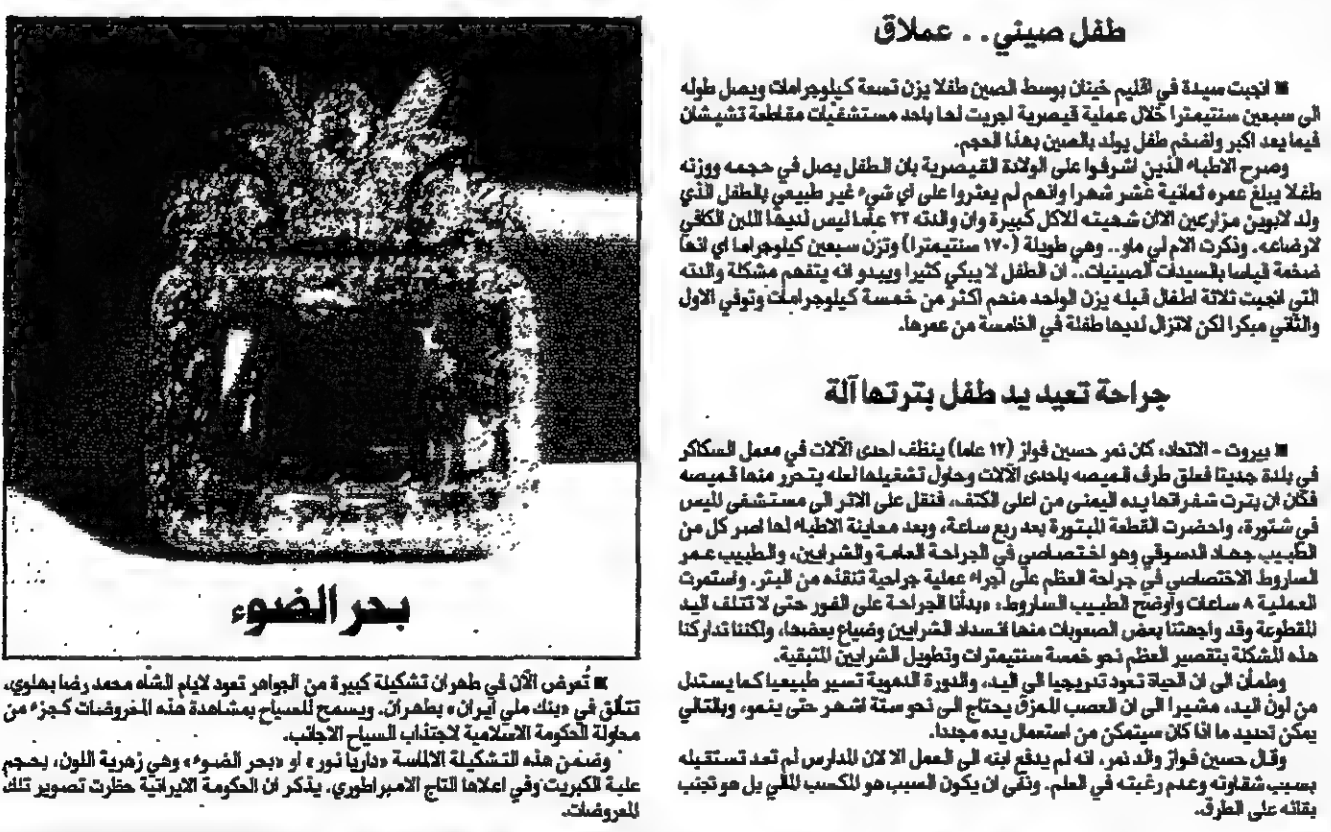 طفل صيني . . عملاق
■ انجبت سيدة في اقليم خينان بوسط الصين طفلا يزن تسعة كيلوجرامات ويصل طوله
الى سبعين سنتيمترا خلال عملية قيصرية اجريت لها باحد مستشفيات مقاطعة تشيشان
فيما يعد اكبر واضخم طفل يولد بالصين بهذا الحجم.
وصرح الاطباء الذين اشرفوا على الولادة القيصرية بان الطفل يصل في حجمه ووزنه
طفلا يبلغ عمره ثمانية عشر شهرا وانهم لم يعثروا على اي شيء غير طبيعي بالطفل الذي
ولد لابوين مزارعين الا ان شهيته للاكل كبيرة وان والدته ٢٢ عاما ليس لديها اللبن الكافي
لارضاعه. وذكرت الام لي ماو.. وهي طويلة (١٧٠ سنتيمترا) وتزن سبعين كيلوجراما اي انها
ضخمة قياسا بالسيدات الصينيات.. ان الطفل لا يبكي كثيرا ويبدو انه يتفهم مشكلة والدته
التي انجبت ثلاثة اطفال قبله يزن الواحد منهم اكثر من خمسة كيلوجرامات وتوفي الاول
والثاني مبكرا لكن لاتزال لديها طفلة في الخامسة من عمرها.
جراحة تعيد يد طفل بترتها آلة
■ بيروت - الاتحاد، كان نمر حسين فواز (١٢ عاما) ينظف احدى الآلات في معمل السكاكر
في بلدة جديتا فعلق طرف قميصه باحدى الآلات وحاول تشغيلها لعله يتحرر منها قميصه
فكان ان بترت شفراتها يده اليمنى من اعلى الكتف، فنقل على الاثر الى مستشفى الميس
في شتورة، واحضرت القطعة المبتورة بعد ربع ساعة، وبعد معاينة الاطباء لها اصر كل من
الطبيب جهاد الدسوقي وهو اختصاصي في الجراحة العامة والشرايين، والطبيب عمر
الساروط الاختصاصي في جراحة العظم على اجراء عملية جراحية تنقذه من البتر. واستمرت
العملية ٨ ساعات واوضح الطبيب الساروط، «بدأنا الجراحة على الفور حتى لا تتلف اليد
المقطوعة وقد واجهتنا بعض الصعوبات منها انسداد الشرايين وضياع بعضها، ولكننا تداركنا
هذه المشكلة بتقصير العظم نحو خمسة سنتيمترات وتطويل الشرايين المتبقية.
وطمأن الى ان الحياة تعود تدريجيا الى اليد، والدورة الدموية تسير طبيعيا كما يستدل
من لون اليد، مشيرا الى ان العصب الممزق يحتاج الى نحو ستة اشهر حتى ينمو، وبالتالي
يمكن تحديد ما اذا كان سيتمكن من استعمال يده مجددا.
وقال حسين فواز والد نمر، انه لم يدفع ابنه الى العمل الا لان المدارس لم تعد تستقبله
بسبب شقاوته وعدم رغبته في العلم. ونفى ان يكون السبب هو المكسب المالي بل هو تجنب
بقائه على الطرق.
بحر الضوء
■ تُعرض الآن في طهران تشكيلة كبيرة من الجواهر تعود لايام الشاه محمد رضا بهلوي،
تتألق في «بنك ملي ايران» بطهران. ويسمح للسياح بمشاهدة هذه المعروضات كجزء من
محاولة الحكومة الاسلامية لاجتذاب السياح الاجانب.
وضمن هذه التشكيلة الالماسة «داريا نور» او «بحر الضوء» وهي زهرية اللون، بحجم
علبة الكبريت وفي اعلاها التاج الامبراطوري. يذكر ان الحكومة الايرانية حظرت تصوير تلك
المعروضات.